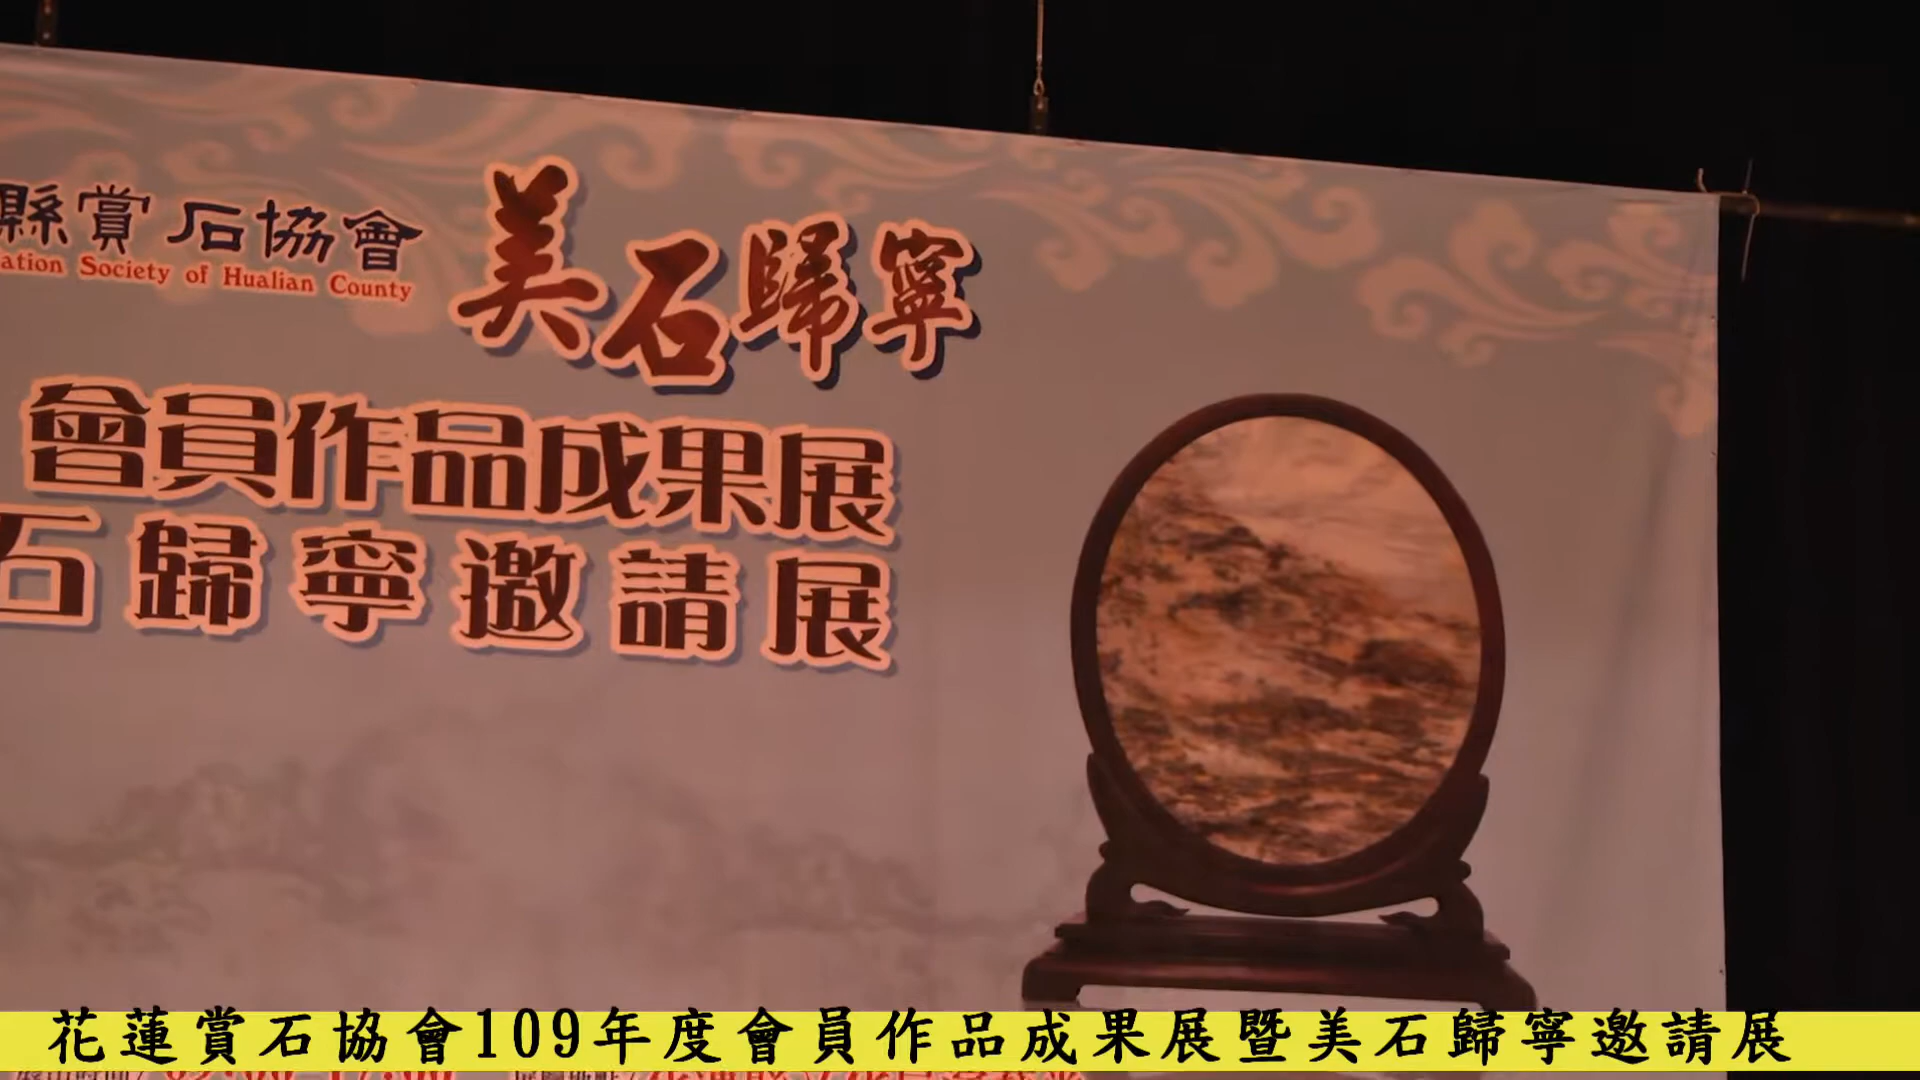 縣賞石協會
ation Society of Hualian County
美石歸寧
會員作品成果展
石歸寧邀請展
花蓮賞石協會109年度會員作品成果展暨美石歸寧邀請展